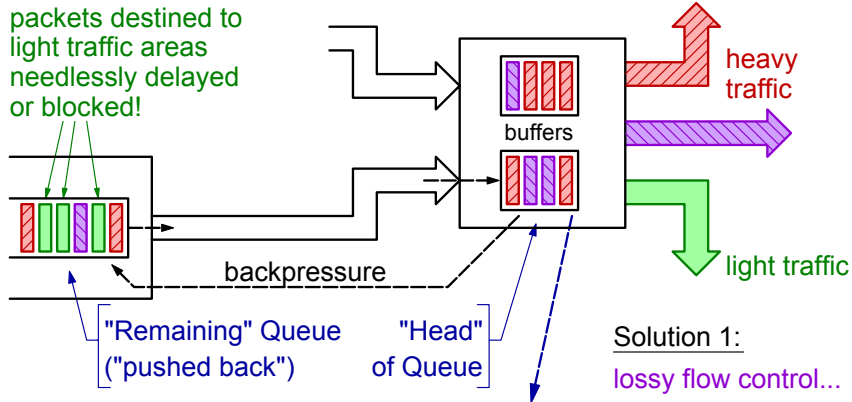 packets destined to
light traffic areas
needlessly delayed
or blocked!
heavy
traffic
buffers
backpressure
light traffic
"Remaining" Queue
("pushed back")
"Head"
of Queue
Solution 1:
lossy flow control...